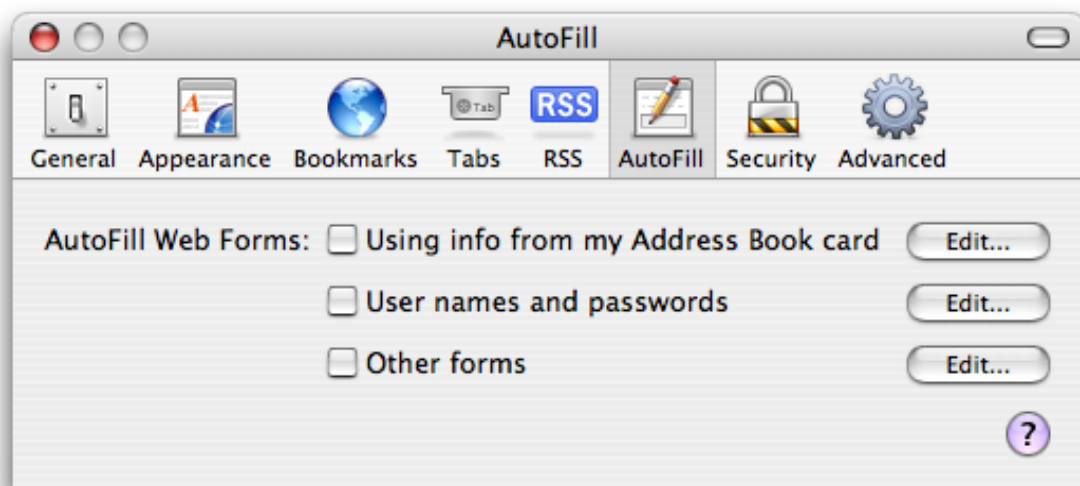 AutoFill
Tab
RSS
General Appearance Bookmarks Tabs RSS AutoFill Security Advanced
AutoFill Web Forms: Using info from my Address Book card Edit...
User names and passwords Edit...
Other forms Edit...
?